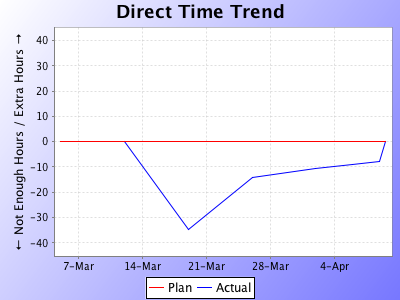 Direct Time Trend
← Not Enough Hours / Extra Hours →
40
30
20
10
0
-10
-20
-30
-40
7-Mar 14-Mar 21-Mar 28-Mar 4-Apr
Plan Actual